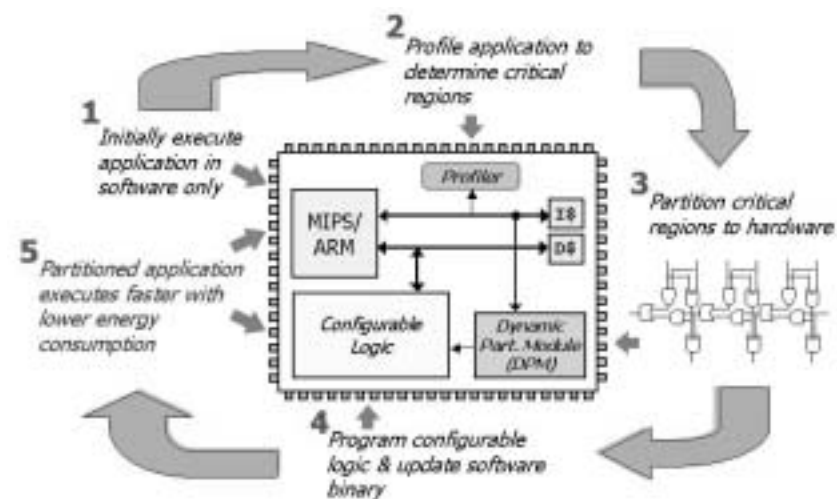 2
Profile application to
determine critical
regions
1
Initially execute
application in
software only
Profiler
I$
D$
MIPS/
ARM
3
Partition critical
regions to hardware
5
Partitioned application
executes faster with
lower energy
consumption
Configurable
Logic
Dynamic
Part. Module
(DPM)
4
Program configurable
logic & update software
binary